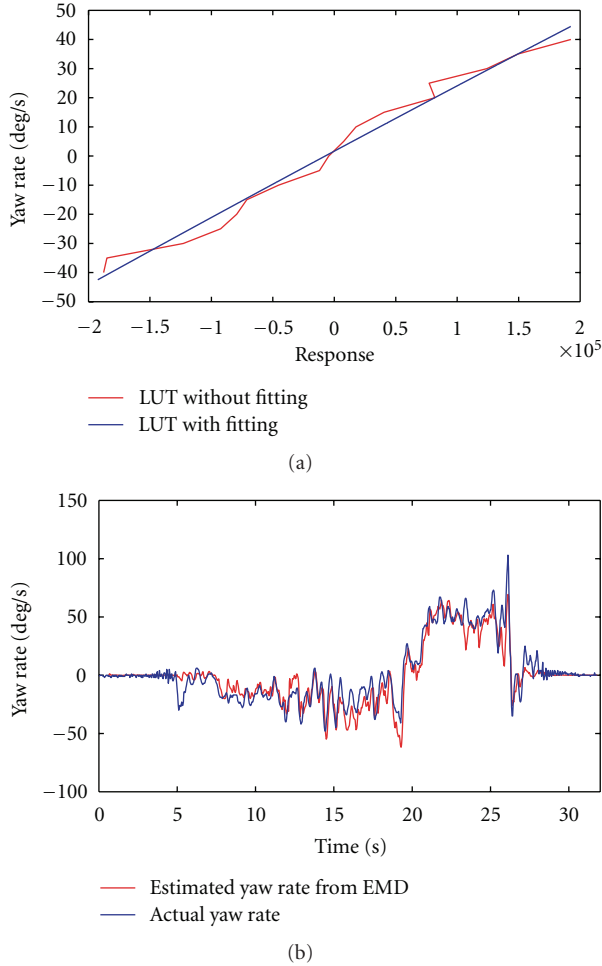 50
40
30
20
10
0
−10
−20
−30
−40
−50
Yaw rate (deg/s)
−2 −1.5 −1 −0.5 0 0.5 1 1.5 2
×10⁵
Response
LUT without fitting
LUT with fitting
(a)
150
100
50
0
−50
−100
Yaw rate (deg/s)
0 5 10 15 20 25 30
Time (s)
Estimated yaw rate from EMD
Actual yaw rate
(b)